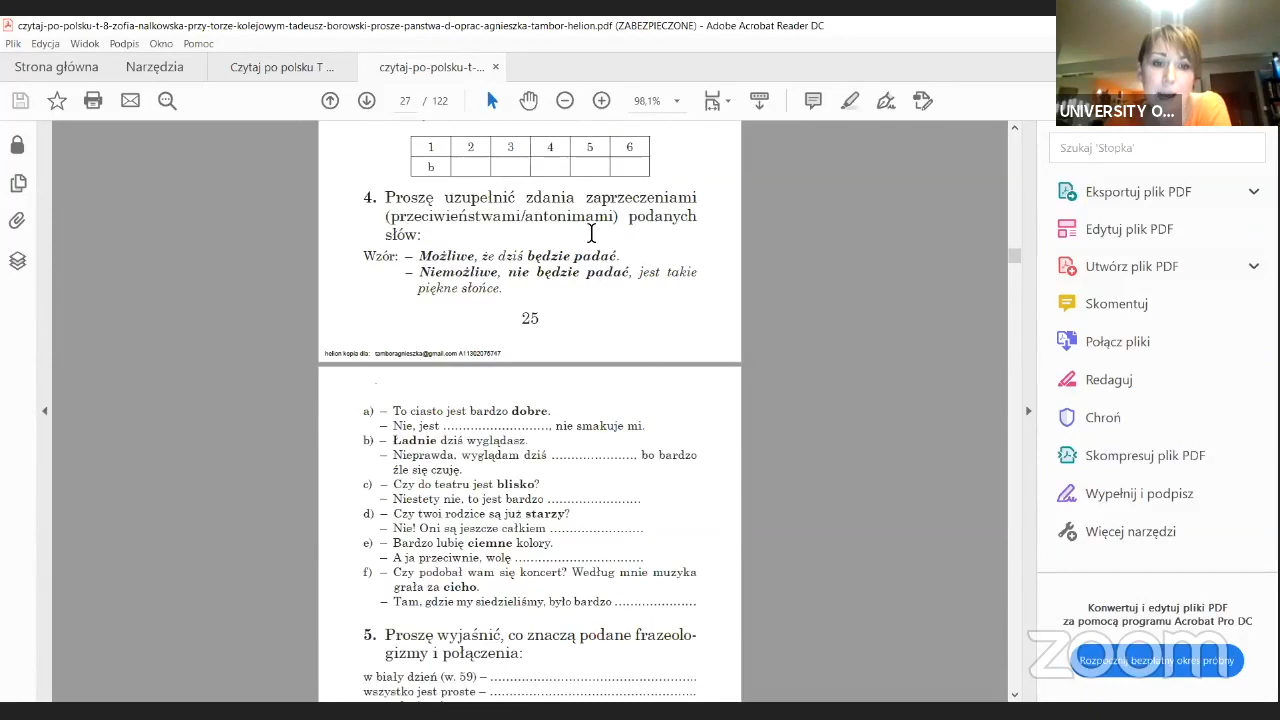 czytaj-po-polsku-t-8-zofia-nalkowska-przy-torze-kolejowym-tadeusz-borowski-prosze-panstwa-d-oprac-agnieszka-tambor-helion.pdf (ZABEZPIECZONE) - Adobe Acrobat Reader DC
Plik Edycja Widok Podpis Okno Pomoc
Strona główna Narzędzia Czytaj po polsku T ... czytaj-po-polsku-t-... ×
27 / 122 98,1%
UNIVERSITY O...
1 2 3 4 5 6
b
4. Proszę uzupełnić zdania zaprzeczeniami
(przeciwieństwami/antonimami) podanych
słów:
Wzór: – Możliwe, że dziś będzie padać.
– Niemożliwe, nie będzie padać, jest takie
piękne słońce.
25
helion kopia dla: tamboragnieszka@gmail.com A11302076747
a) – To ciasto jest bardzo dobre.
– Nie, jest ..........................., nie smakuje mi.
b) – Ładnie dziś wyglądasz.
– Nieprawda, wyglądam dziś ....................., bo bardzo
źle się czuję.
c) – Czy do teatru jest blisko?
– Niestety nie, to jest bardzo ........................
d) – Czy twoi rodzice są już starzy?
– Nie! Oni są jeszcze całkiem ........................
e) – Bardzo lubię ciemne kolory.
– A ja przeciwnie, wolę .................................
f) – Czy podobał wam się koncert? Według mnie muzyka
grała za cicho.
– Tam, gdzie my siedzieliśmy, było bardzo .....................
5. Proszę wyjaśnić, co znaczą podane frazeolo-
gizmy i połączenia:
w biały dzień (w. 59) – .....................................................
wszystko jest proste – .....................................................
Szukaj 'Stopka'
Eksportuj plik PDF
Edytuj plik PDF
Utwórz plik PDF
Skomentuj
Połącz pliki
Redaguj
Chroń
Skompresuj plik PDF
Wypełnij i podpisz
Więcej narzędzi
Konwertuj i edytuj pliki PDF
za pomocą programu Acrobat Pro DC
Rozpocznij bezpłatny okres próbny
zoom